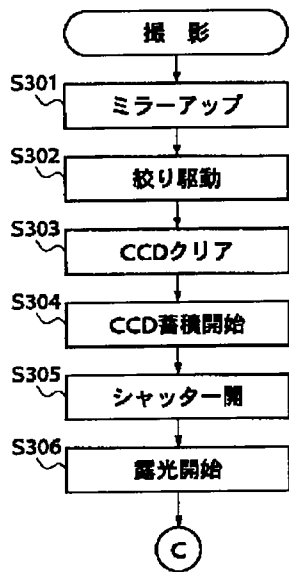 撮 影
S301
ミラーアップ
S302
絞り駆動
S303
CCDクリア
S304
CCD蓄積開始
S305
シャッター開
S306
露光開始
C